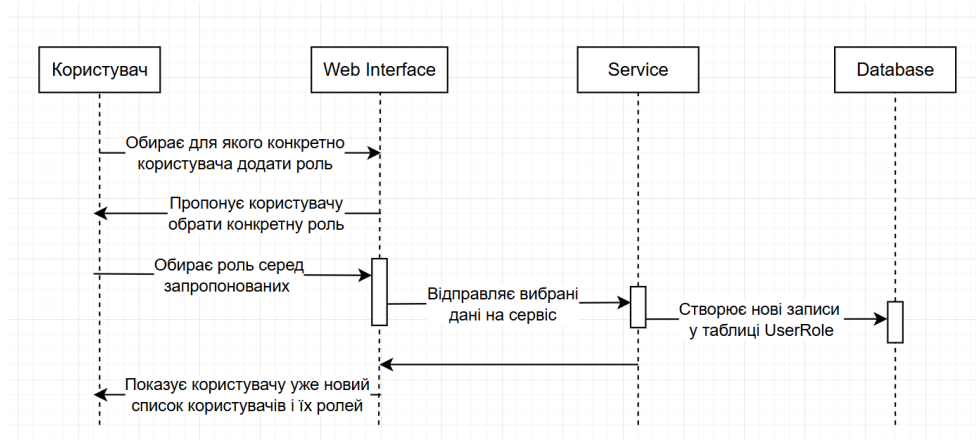 Користувач
Web Interface
Service
Database
Обирає для якого конкретно
користувача додати роль
Пропонує користувачу
обрати конкретну роль
Обирає роль серед
запропонованих
Відправляє вибрані
дані на сервіс
Створює нові записи
у таблиці UserRole
Показує користувачу уже новий
список користувачів і їх ролей